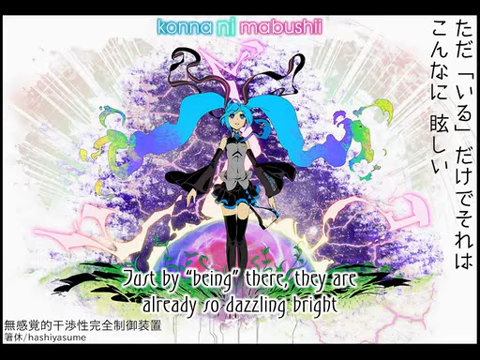 konna ni mabushii
ただ「いる」だけでそれは
こんなに 眩しい
Just by “being” there, they are
already so dazzling bright
無感覚的干渉性完全制御装置
箸休/hashiyasume